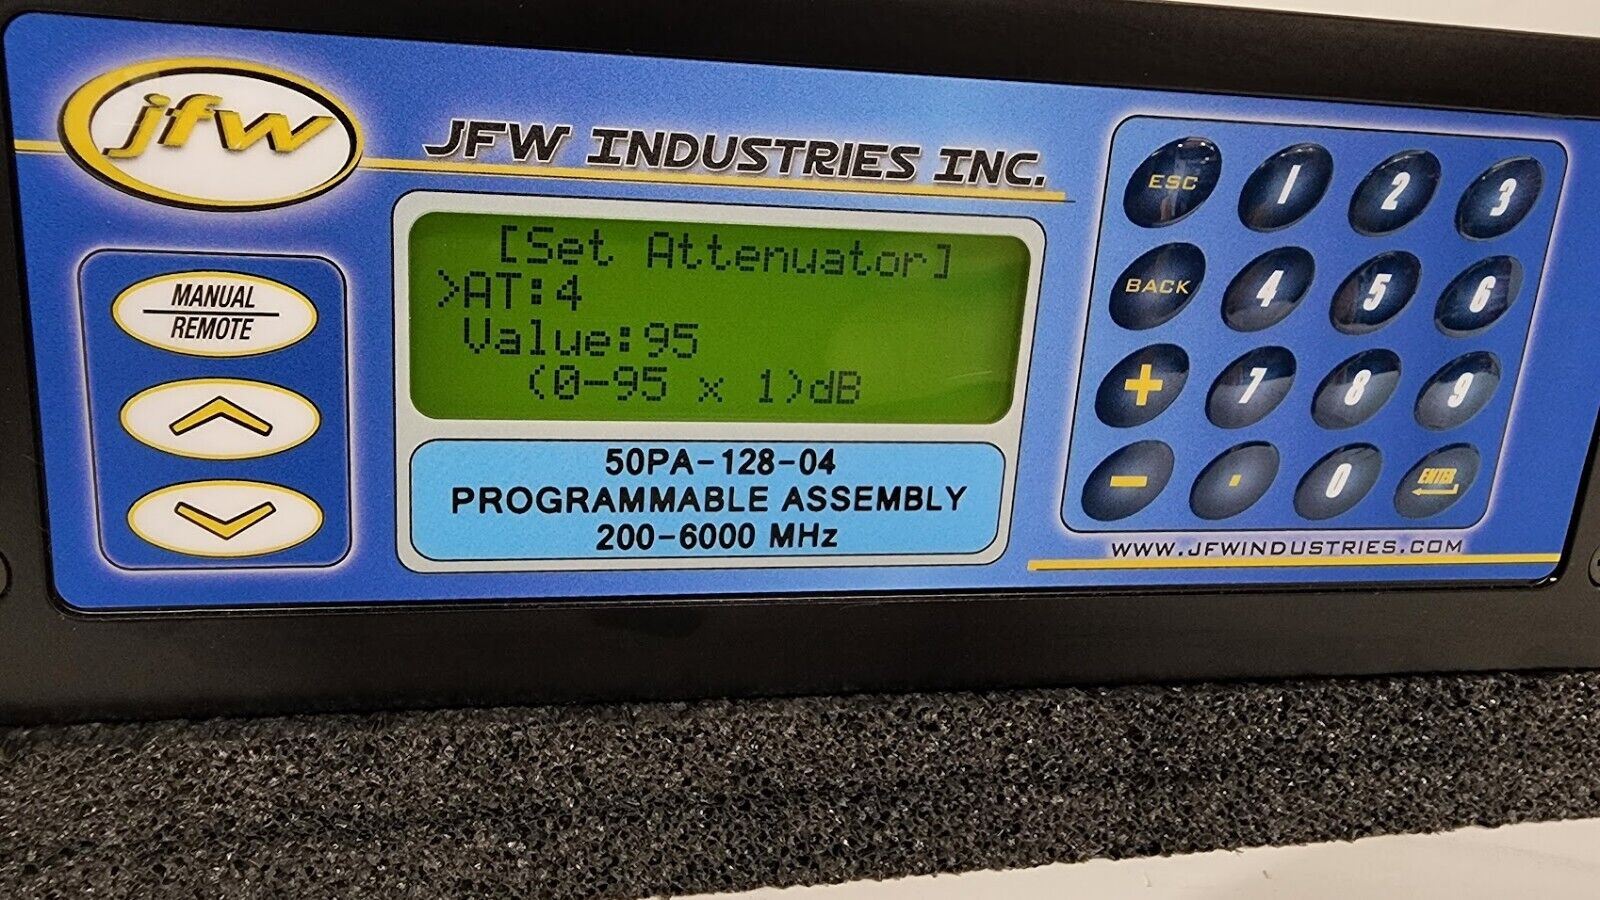 jfw
JFW INDUSTRIES INC.
MANUAL
REMOTE
[Set Attenuator]
>AT:4
Value:95
(0-95 x 1)dB
50PA-128-04
PROGRAMMABLE ASSEMBLY
200-6000 MHz
ESC 1 2 3
BACK 4 5 6
+ 7 8 9
- . 0 ENTER
WWW.JFWINDUSTRIES.COM